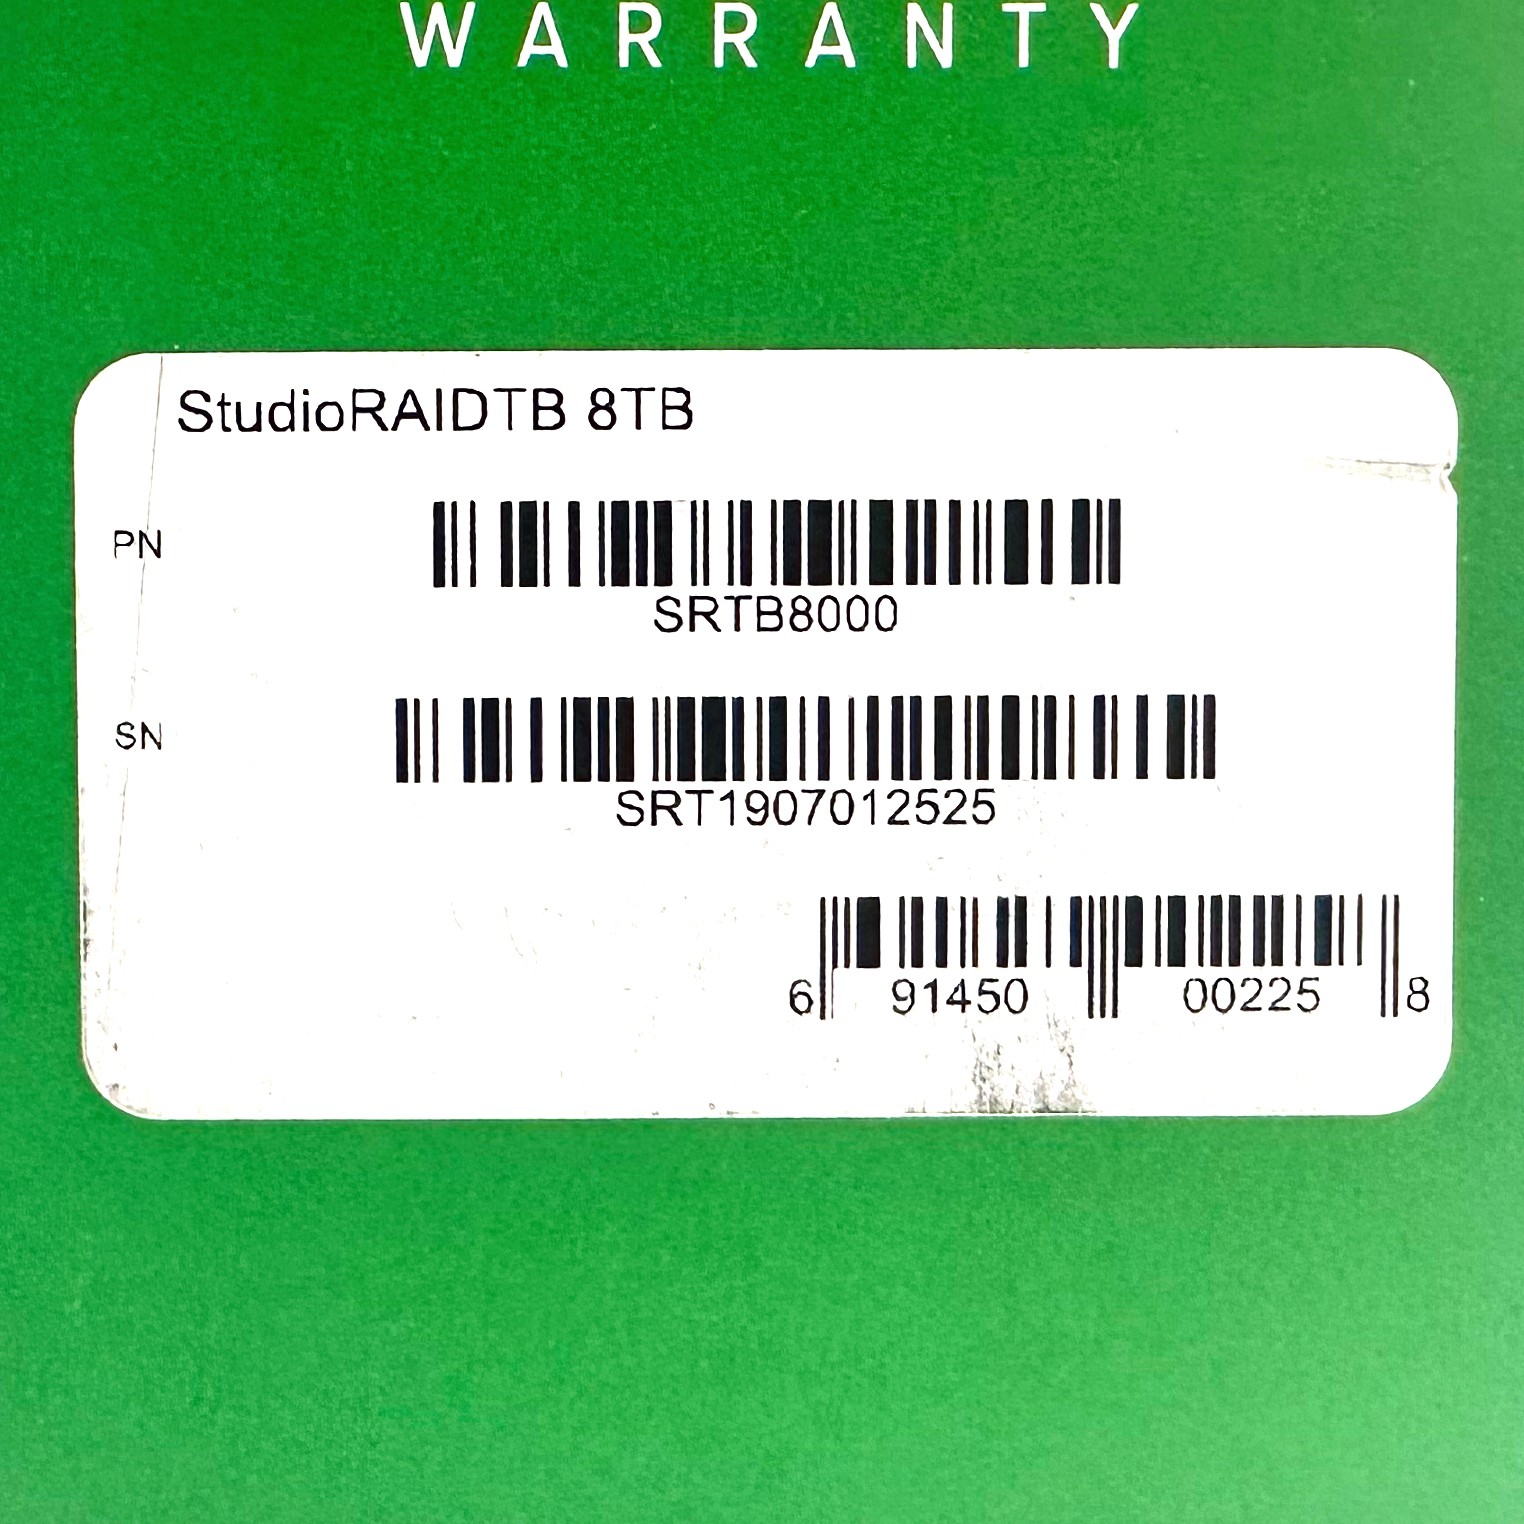 WARRANTY
StudioRAIDTB 8TB
PN
SRTB8000
SN
SRT1907012525
6 91450 00225 8